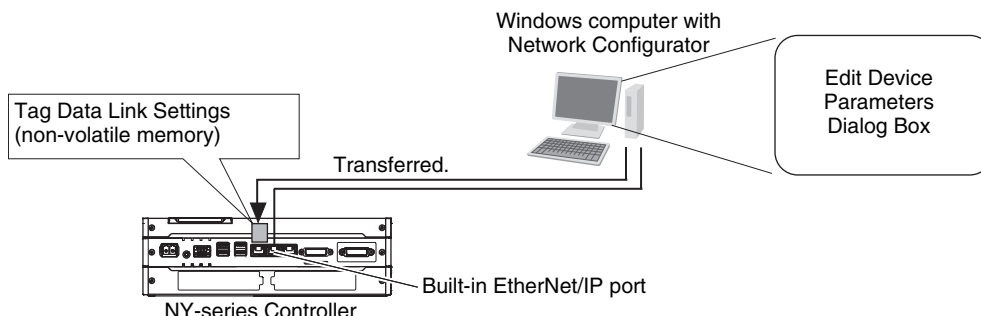 Windows computer with
Network Configurator
Edit Device
Parameters
Dialog Box
Tag Data Link Settings
(non-volatile memory)
Transferred.
Built-in EtherNet/IP port
NY-series Controller